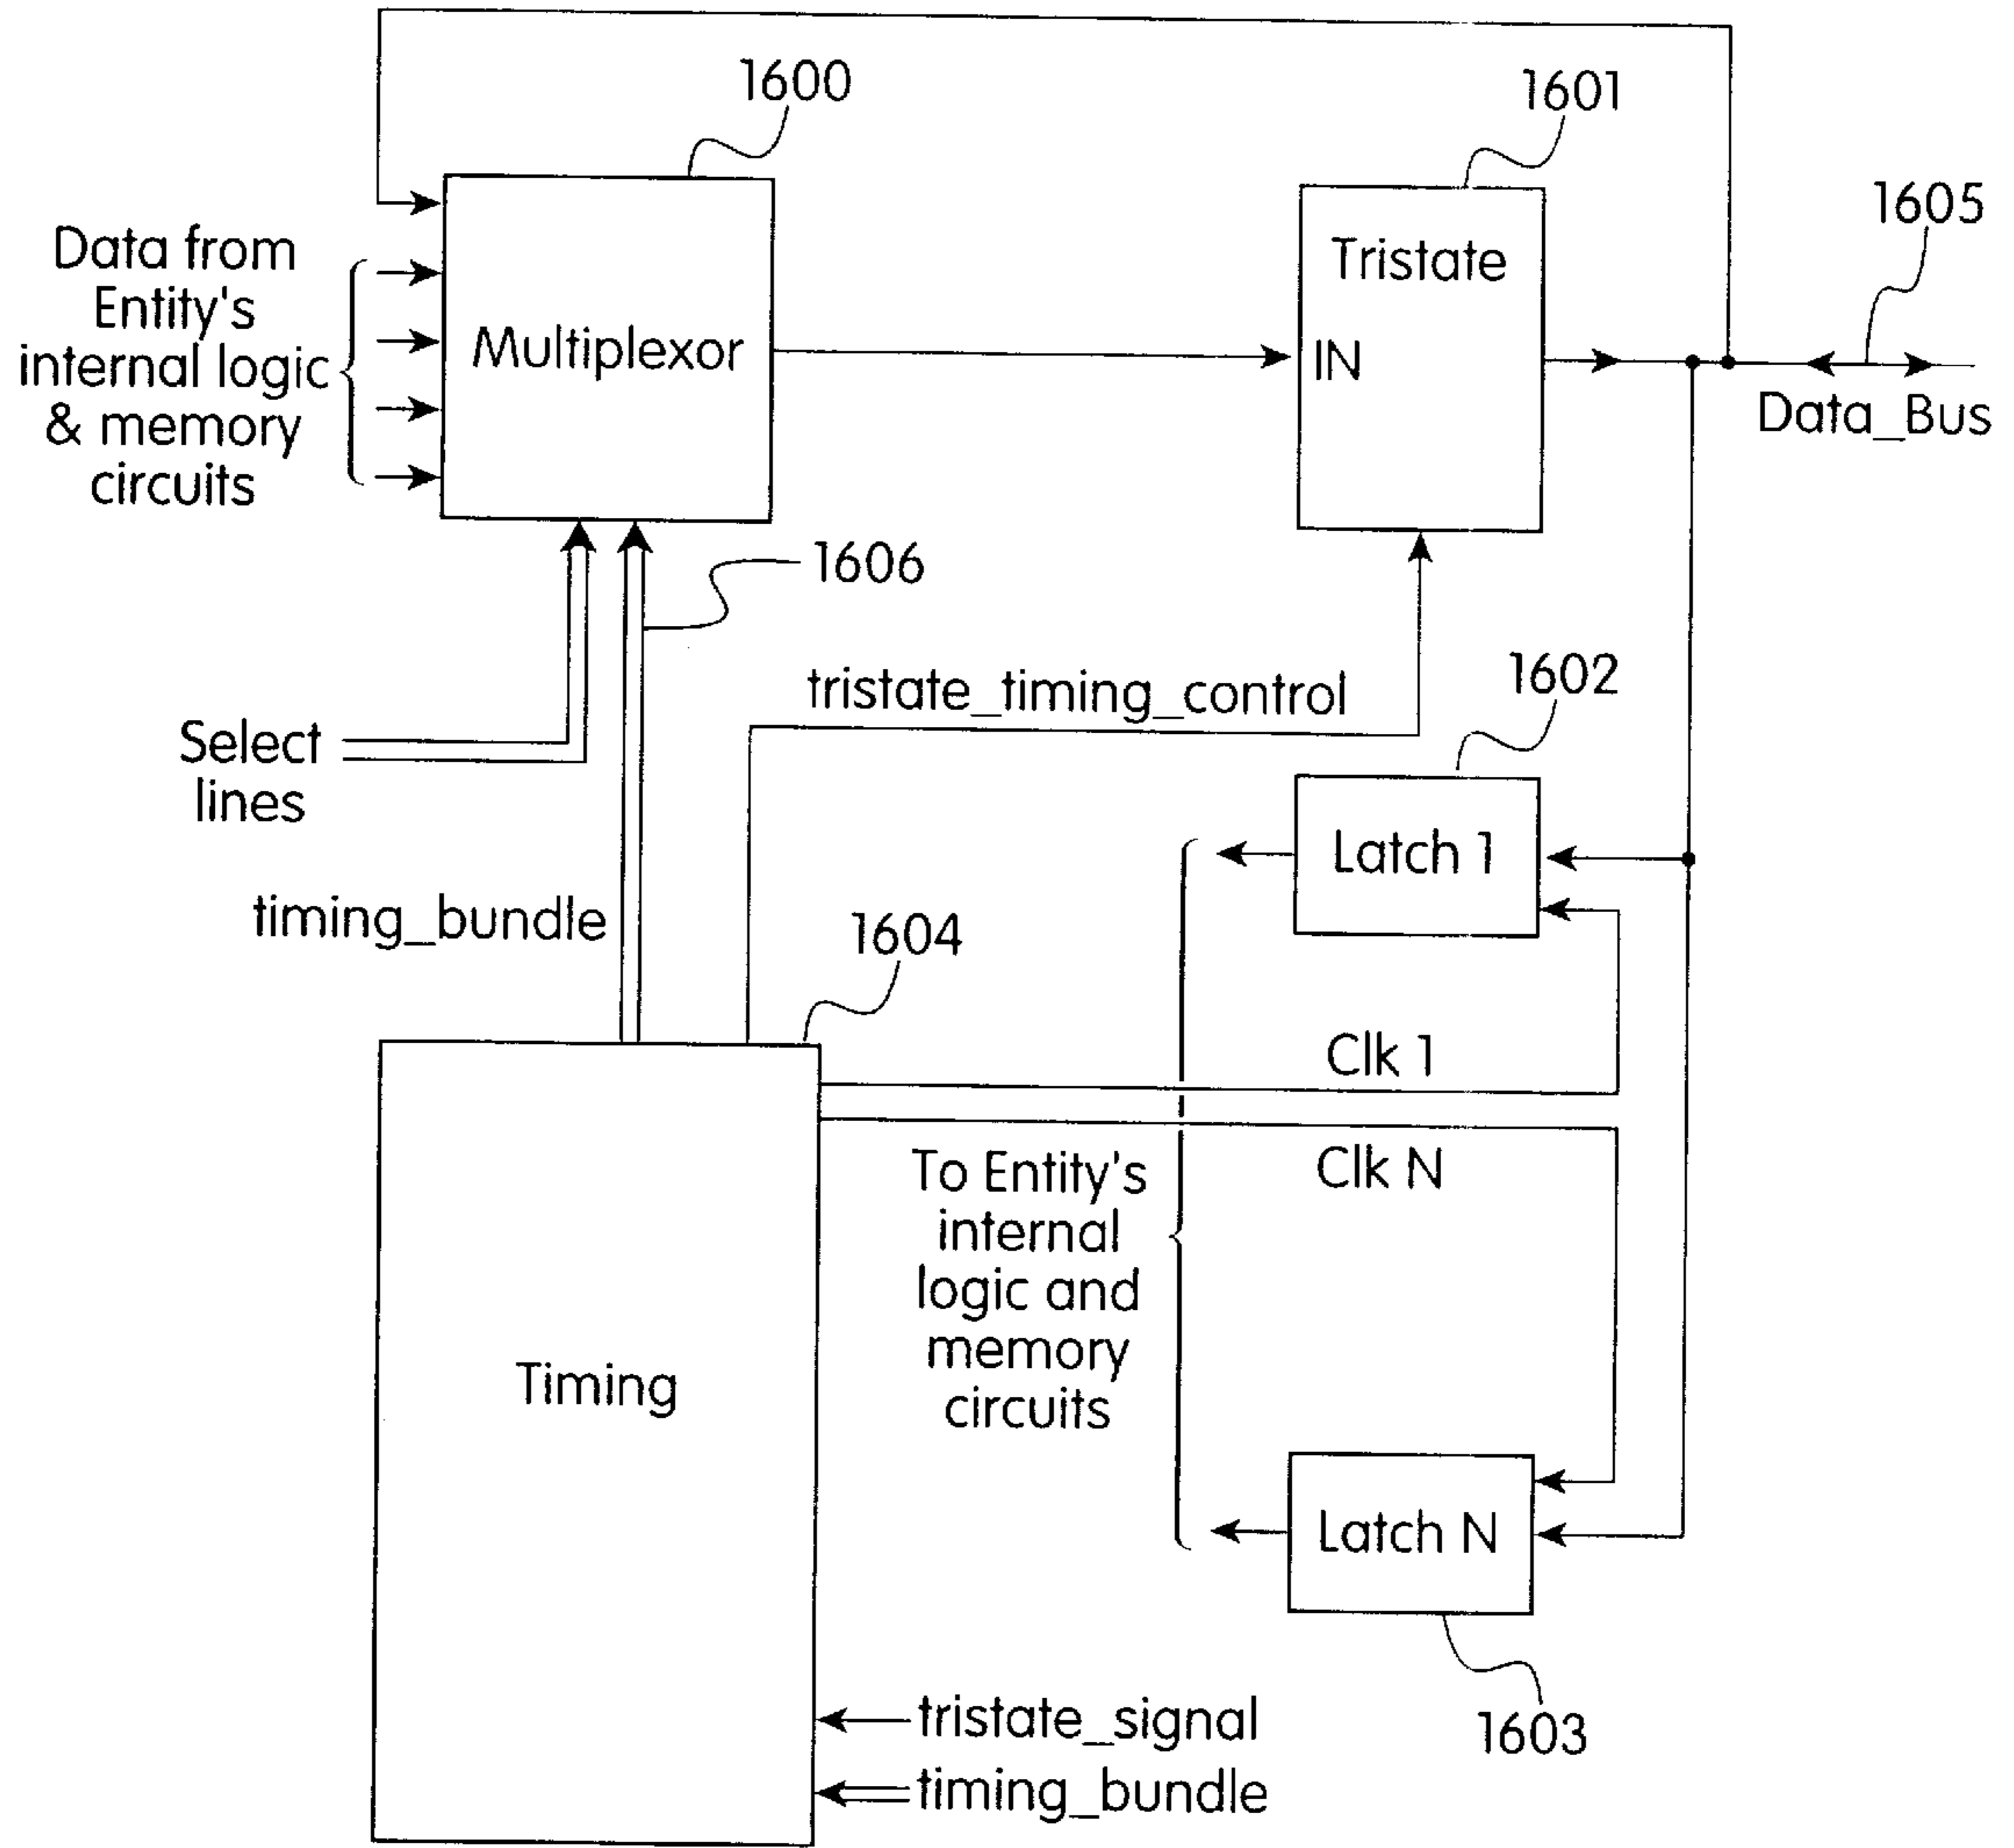 1600
1601
1605
Data from
Entity's
internal logic
& memory
circuits
Multiplexor
Tristate
IN
Data_Bus
1606
Select
lines
tristate_timing_control
1602
Latch 1
timing_bundle
1604
Clk 1
Clk N
To Entity's
internal
logic and
memory
circuits
Timing
Latch N
1603
tristate_signal
timing_bundle